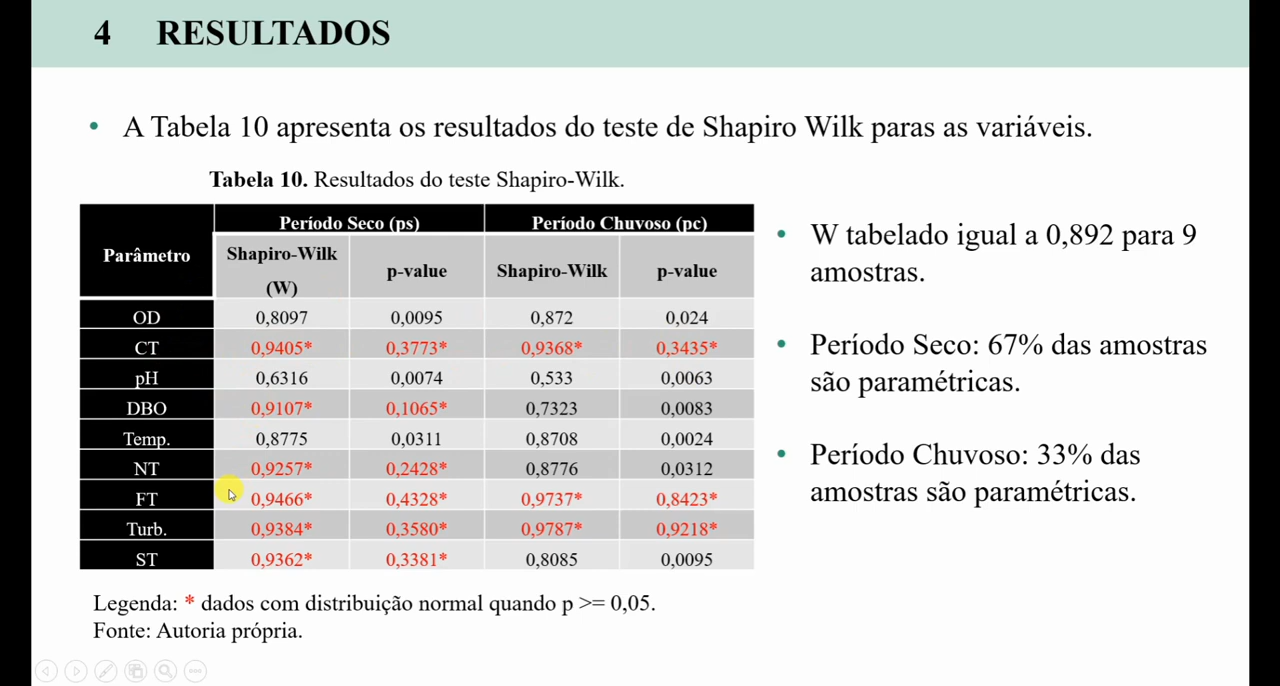 4 RESULTADOS
• A Tabela 10 apresenta os resultados do teste de Shapiro Wilk paras as variáveis.
Tabela 10. Resultados do teste Shapiro-Wilk.
Parâmetro Período Seco (ps) Período Chuvoso (pc)
Shapiro-Wilk (W) p-value Shapiro-Wilk p-value
OD 0,8097 0,0095 0,872 0,024
CT 0,9405* 0,3773* 0,9368* 0,3435*
pH 0,6316 0,0074 0,533 0,0063
DBO 0,9107* 0,1065* 0,7323 0,0083
Temp. 0,8775 0,0311 0,8708 0,0024
NT 0,9257* 0,2428* 0,8776 0,0312
FT 0,9466* 0,4328* 0,9737* 0,8423*
Turb. 0,9384* 0,3580* 0,9787* 0,9218*
ST 0,9362* 0,3381* 0,8085 0,0095
Legenda: * dados com distribuição normal quando p >= 0,05.
Fonte: Autoria própria.
• W tabelado igual a 0,892 para 9
amostras.
• Período Seco: 67% das amostras
são paramétricas.
• Período Chuvoso: 33% das
amostras são paramétricas.